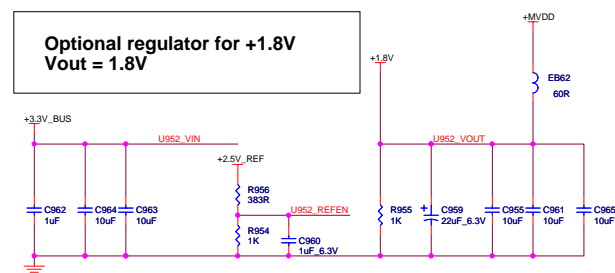 Optional regulator for +1.8V
Vout = 1.8V
+MVDD
+1.8V
EB62
60R
+3.3V_BUS
U952_VIN
U952_VOUT
+2.5V_REF
R956
383R
U952_REFEN
C962
1uF
C964
10uF
C963
10uF
R954
1K
C960
1uF_6.3V
R955
1K
C959
22uF_6.3V
C955
10uF
C961
10uF
C965
10uF